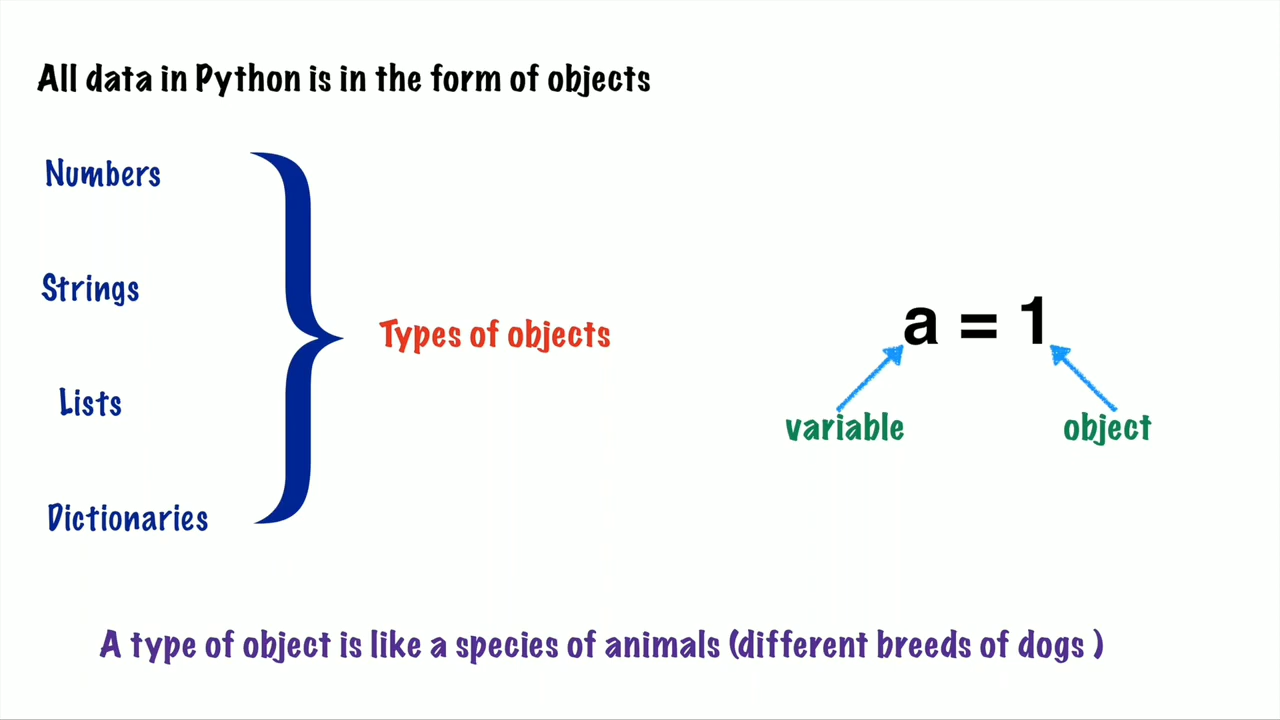 All data in Python is in the form of objects
Numbers
Strings
Lists
Dictionaries
Types of objects
a = 1
variable
object
A type of object is like a species of animals (different breeds of dogs )